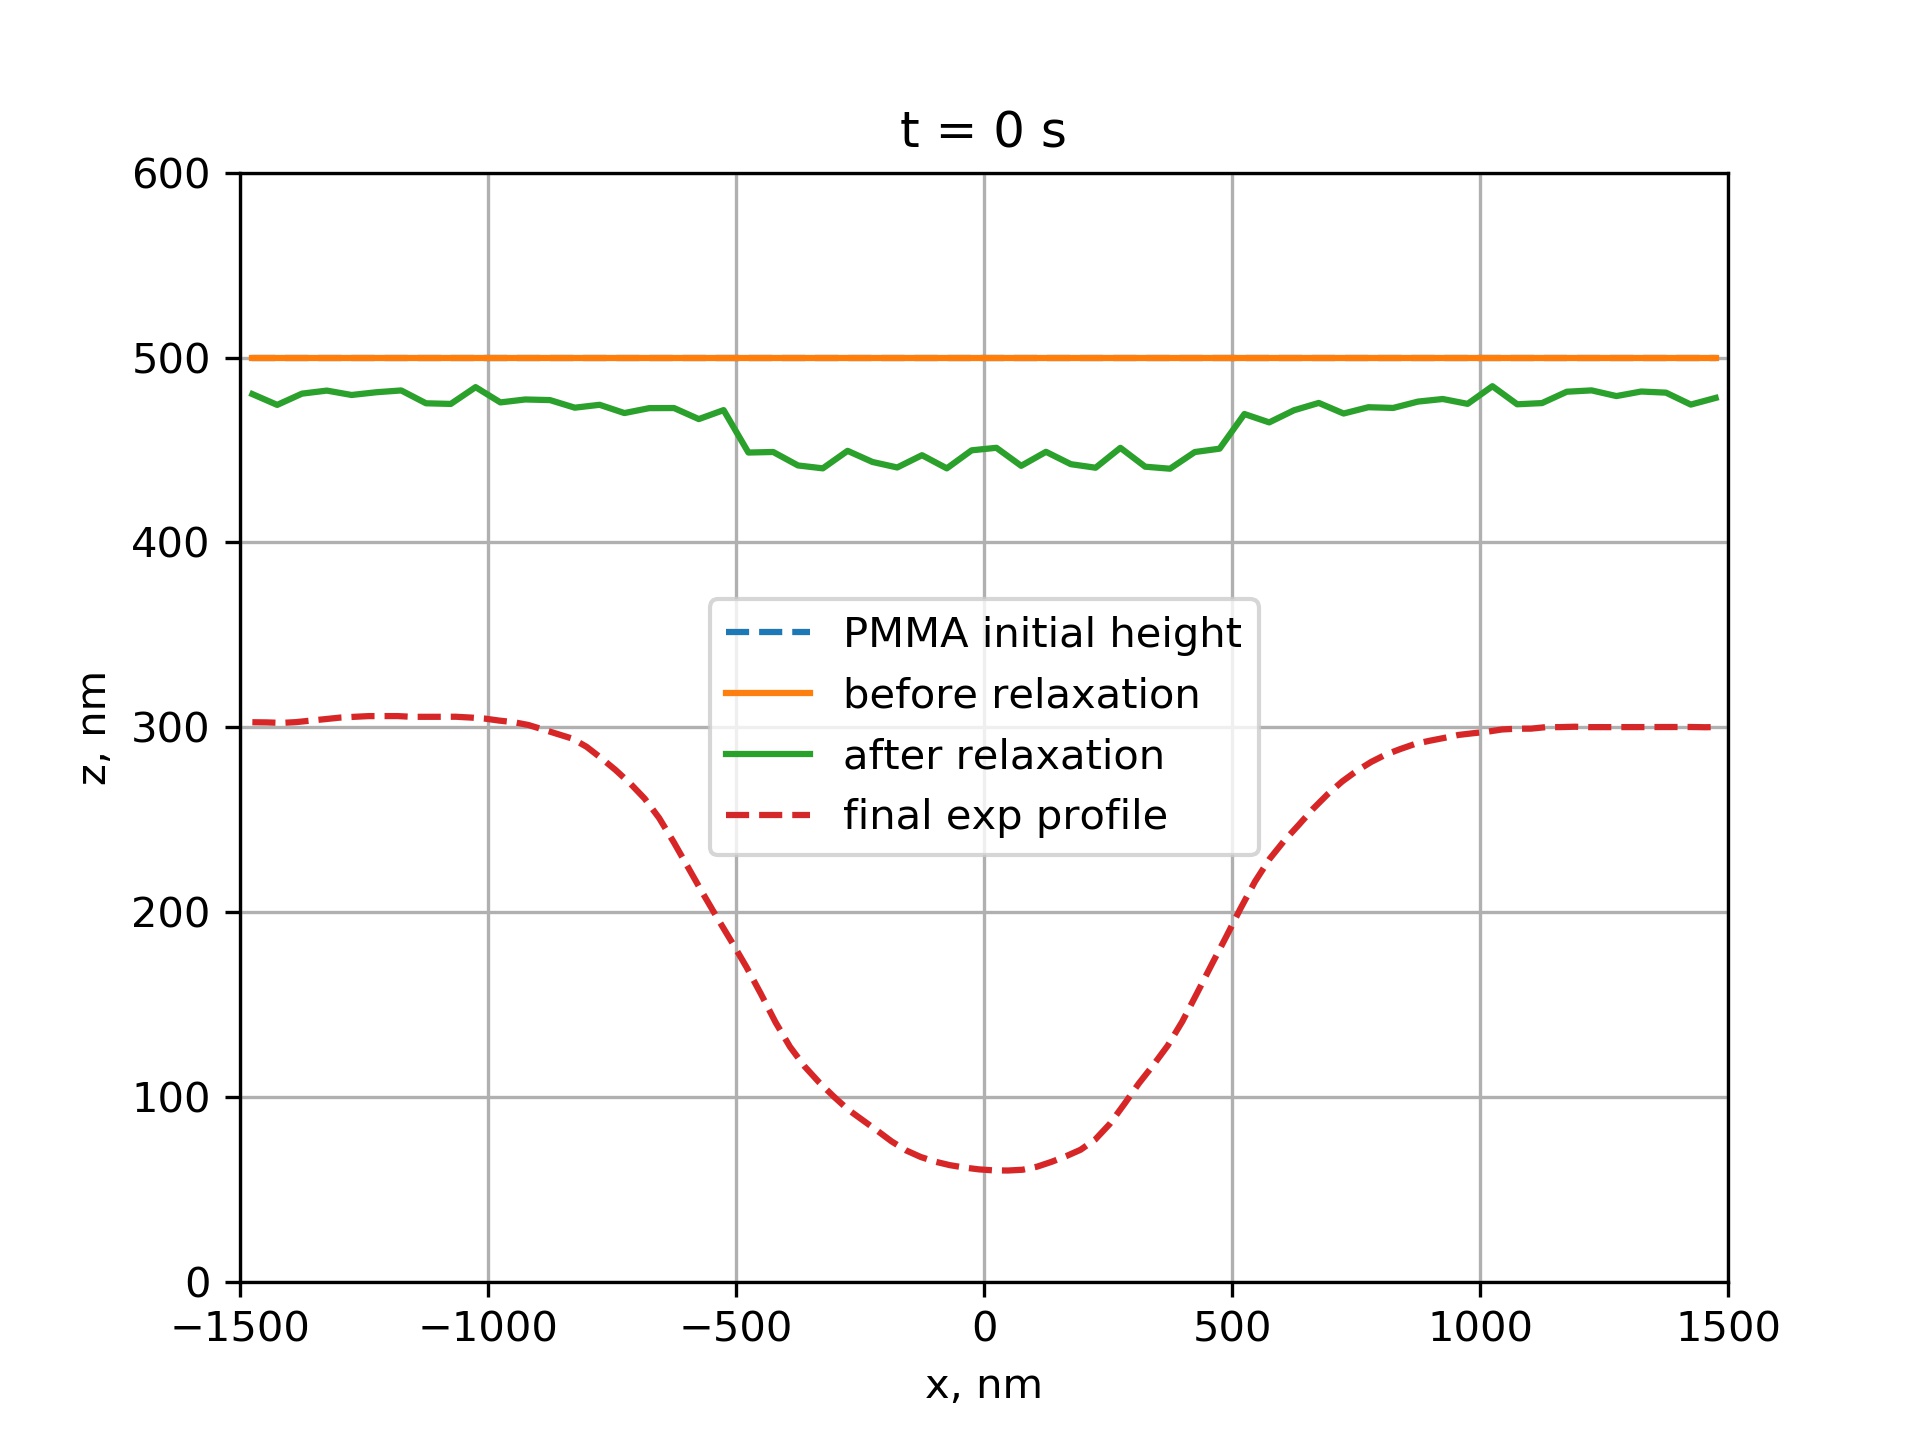 t = 0 s
600
500
400
300
200
100
0
z, nm
PMMA initial height
before relaxation
after relaxation
final exp profile
−1500 −1000 −500 0 500 1000 1500
x, nm